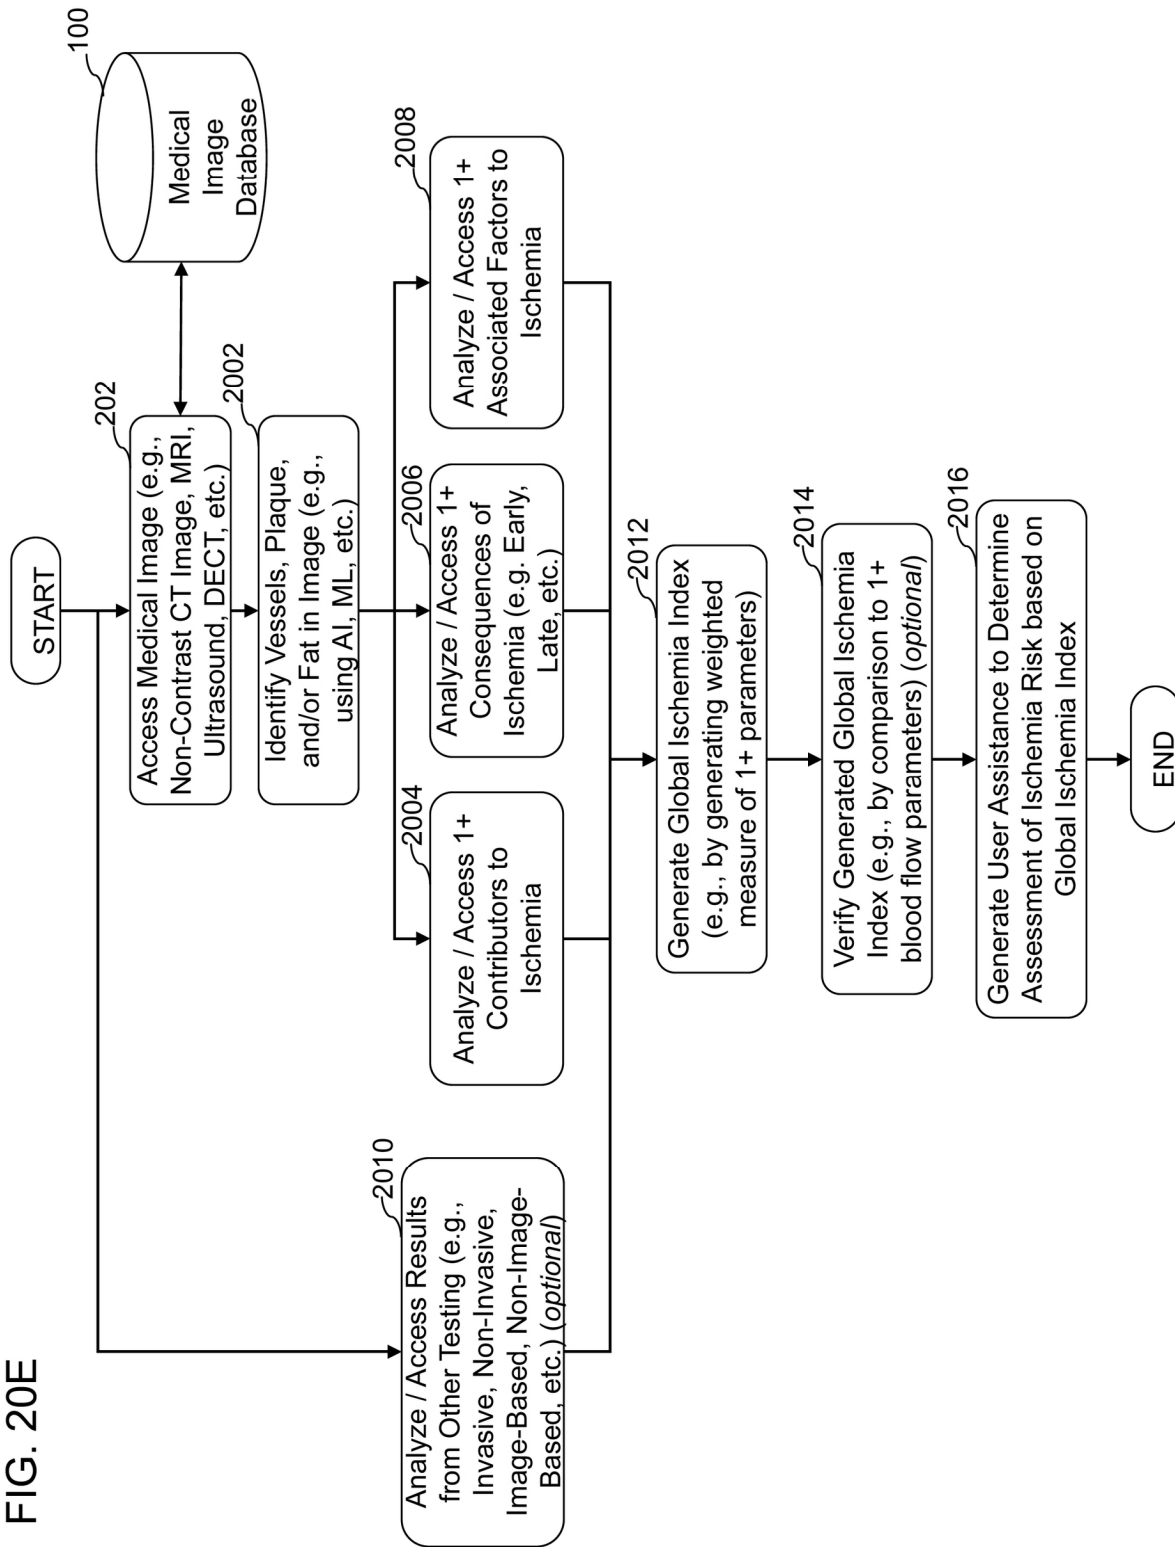 FIG. 20E
START
100
Medical
Image
Database
202
Access Medical Image (e.g.,
Non-Contrast CT Image, MRI,
Ultrasound, DECT, etc.)
2002
Identify Vessels, Plaque,
and/or Fat in Image (e.g.,
using AI, ML, etc.)
2010
Analyze / Access Results
from Other Testing (e.g.,
Invasive, Non-Invasive,
Image-Based, Non-Image-
Based, etc.) (optional)
2004
Analyze / Access 1+
Contributors to
Ischemia
2006
Analyze / Access 1+
Consequences of
Ischemia (e.g. Early,
Late, etc.)
2008
Analyze / Access 1+
Associated Factors to
Ischemia
2012
Generate Global Ischemia Index
(e.g., by generating weighted
measure of 1+ parameters)
2014
Verify Generated Global Ischemia
Index (e.g., by comparison to 1+
blood flow parameters) (optional)
2016
Generate User Assistance to Determine
Assessment of Ischemia Risk based on
Global Ischemia Index
END